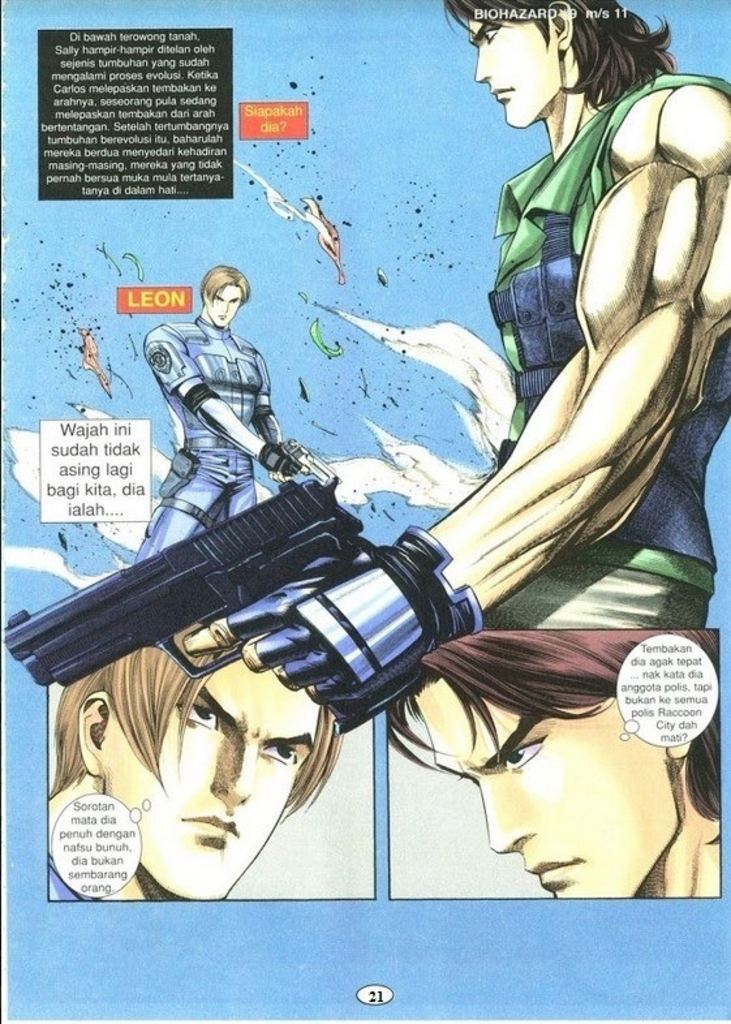 BIOHAZARD #9 m/s 11
Di bawah terowong tanah,
Sally hampir-hampir ditelan oleh
sejenis tumbuhan yang sudah
mengalami proses evolusi. Ketika
Carlos melepaskan tembakan ke
arahnya, seseorang pula sedang
melepaskan tembakan dari arah
bertentangan. Setelah tertumbangnya
tumbuhan berevolusi itu, baharulah
mereka berdua menyedari kehadiran
masing-masing, mereka yang tidak
pernah bersua muka mula tertanya-
tanya di dalam hati....
Siapakah
dia?
LEON
Wajah ini
sudah tidak
asing lagi
bagi kita, dia
ialah....
Tembakan
dia agak tepat
... nak kata dia
anggota polis, tapi
bukan ke semua
polis Raccoon
City dah
mati?
Sorotan
mata dia
penuh dengan
nafsu bunuh,
dia bukan
sembarang
orang.
21